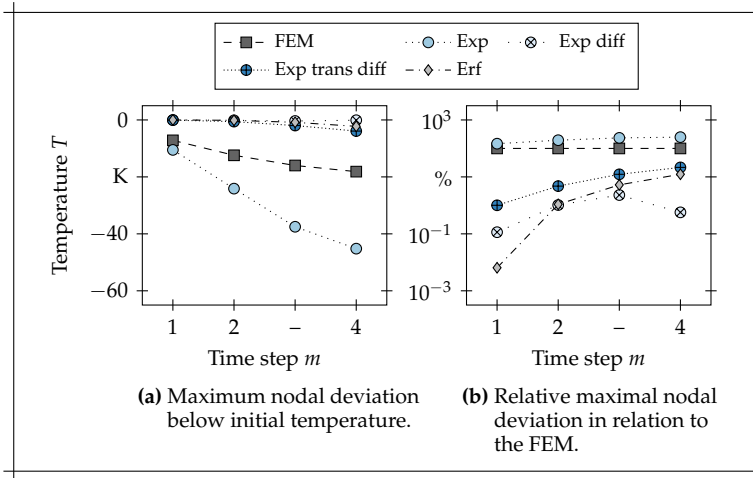 FEM Exp Exp diff
Exp trans diff Erf
Temperature T
0
K
−40
−60
1 2 – 4
Time step m
(a) Maximum nodal deviation
below initial temperature.
10³
%
10⁻¹
10⁻³
1 2 – 4
Time step m
(b) Relative maximal nodal
deviation in relation to
the FEM.